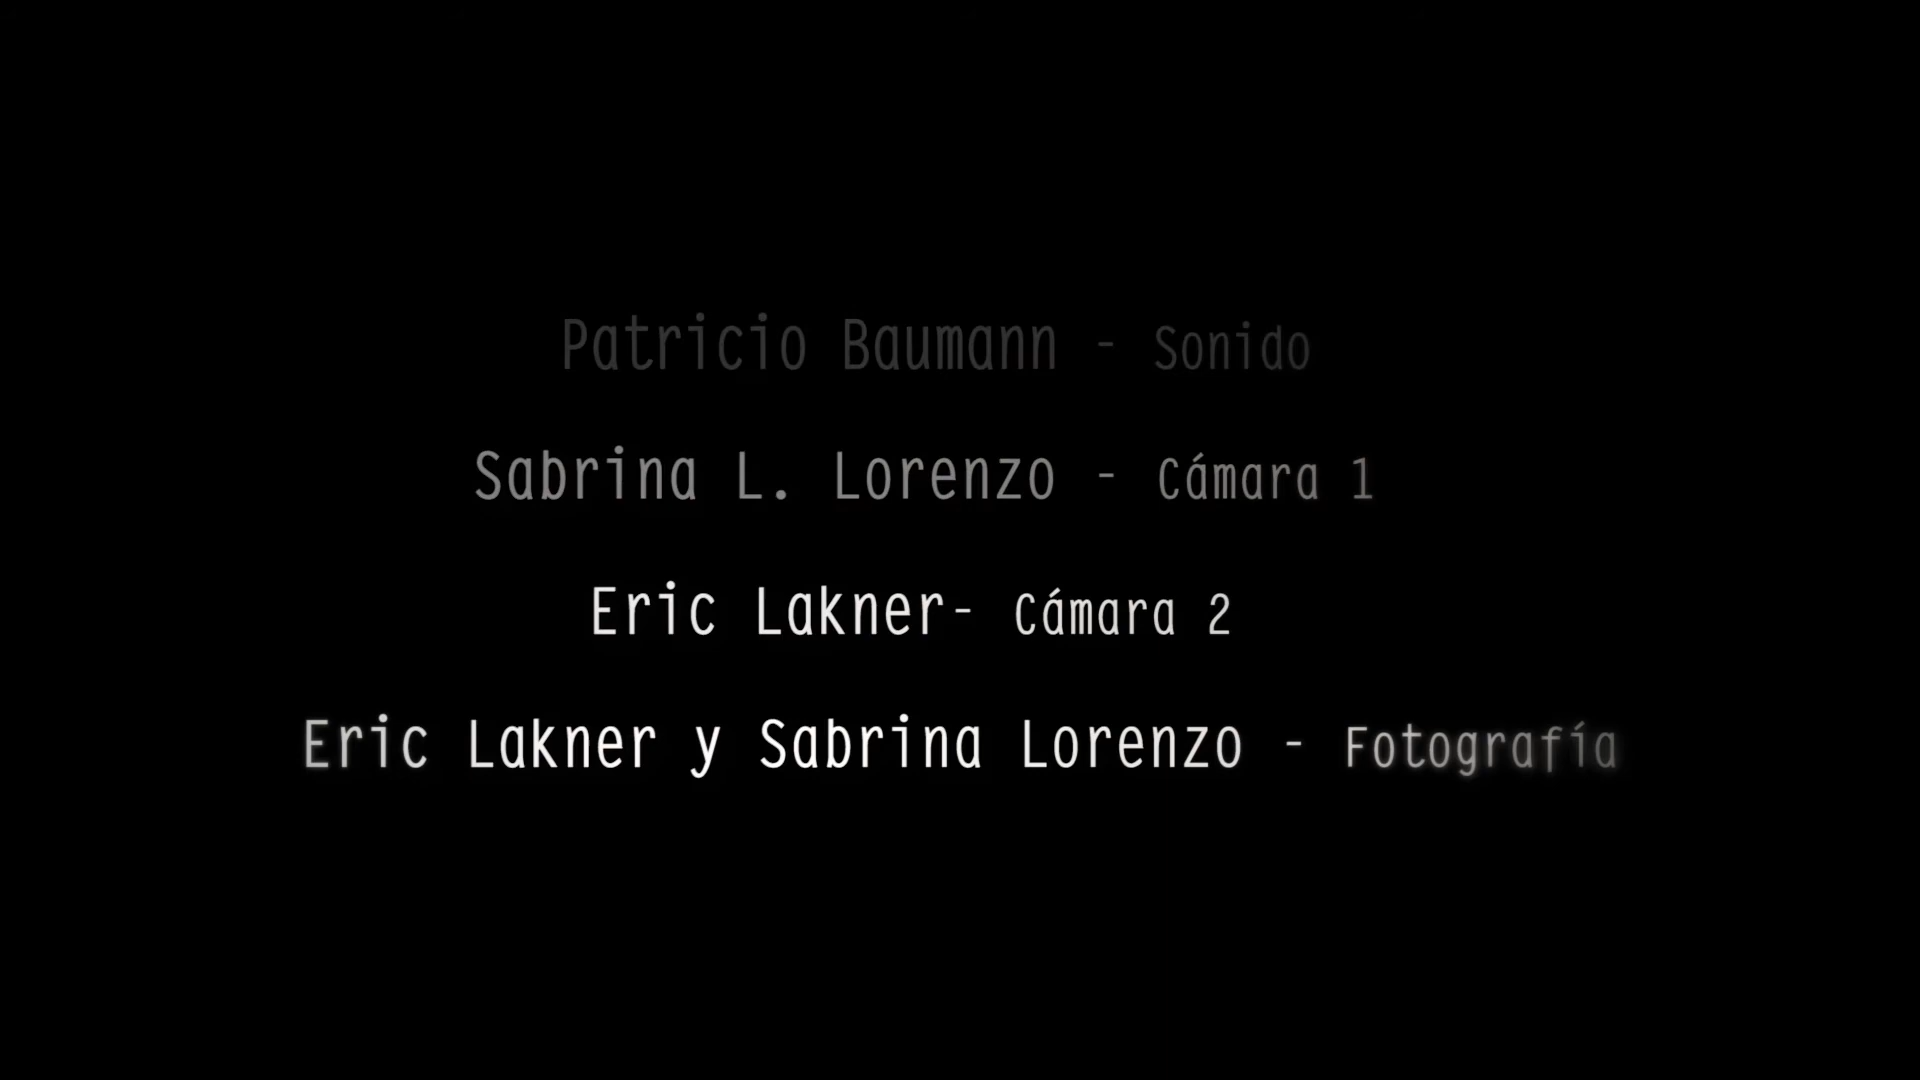 Patricio Baumann - Sonido
Sabrina L. Lorenzo - Cámara 1
Eric Lakner- Cámara 2
Eric Lakner y Sabrina Lorenzo - Fotografía